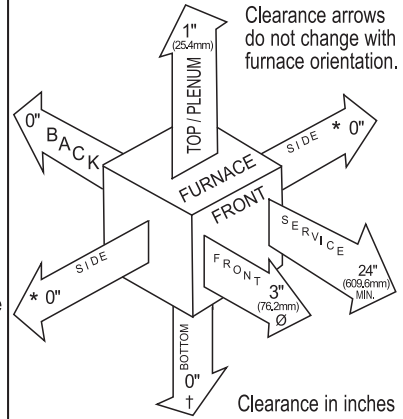 Clearance arrows
do not change with
furnace orientation.
1"
(25.4mm)
TOP / PLENUM
0"
BACK
SIDE * 0"
FURNACE
FRONT
SERVICE
24"
(609.6mm)
MIN.
SIDE
* 0"
FRONT
3"
(76.2mm)
Ø
BOTTOM
0"
†
e
Clearance in inches